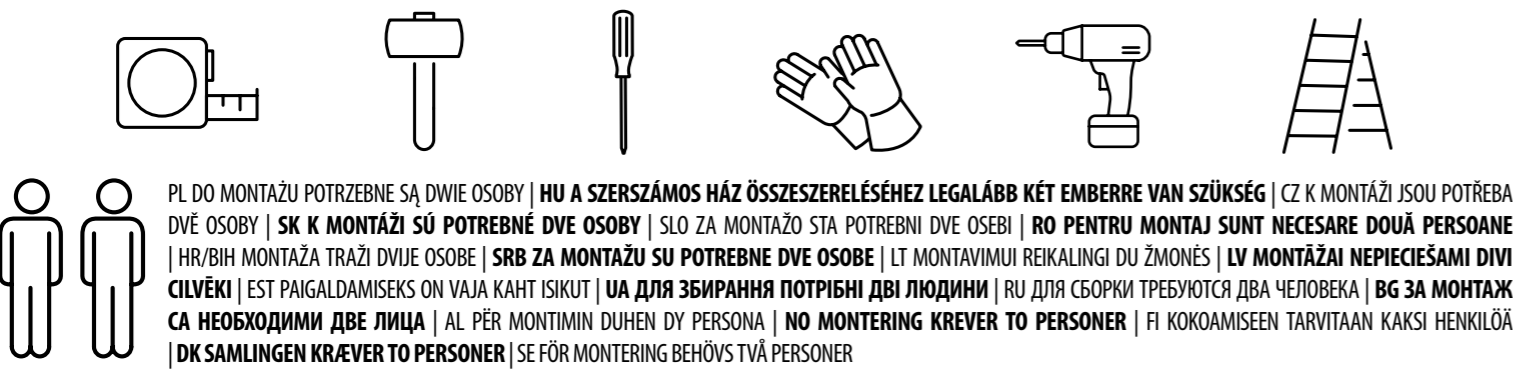 PL DO MONTAŻU POTRZEBNE SĄ DWIE OSOBY | HU A SZERSZÁMOS HÁZ ÖSSZESZERELÉSÉHEZ LEGALÁBB KÉT EMBERRE VAN SZÜKSÉG | CZ K MONTÁŽI JSOU POTŘEBA
DVĚ OSOBY | SK K MONTÁŽI SÚ POTREBNÉ DVE OSOBY | SLO ZA MONTAŽO STA POTREBNI DVE OSEBI | RO PENTRU MONTAJ SUNT NECESARE DOUĂ PERSOANE
| HR/BIH MONTAŽA TRAŽI DVIJE OSOBE | SRB ZA MONTAŽU SU POTREBNE DVE OSOBE | LT MONTAVIMUI REIKALINGI DU ŽMONĖS | LV MONTĀŽAI NEPIECIEŠAMI DIVI
CILVĒKI | EST PAIGALDAMISEKS ON VAJA KAHT ISIKUT | UA ДЛЯ ЗБИРАННЯ ПОТРІБНІ ДВІ ЛЮДИНИ | RU ДЛЯ СБОРКИ ТРЕБУЮТСЯ ДВА ЧЕЛОВЕКА | BG ЗА МОНТАЖ
СА НЕОБХОДИМИ ДВЕ ЛИЦА | AL PËR MONTIMIN DUHEN DY PERSONA | NO MONTERING KREVER TO PERSONER | FI KOKOAMISEEN TARVITAAN KAKSI HENKILÖÄ
| DK SAMLINGEN KRÆVER TO PERSONER | SE FÖR MONTERING BEHÖVS TVÅ PERSONER